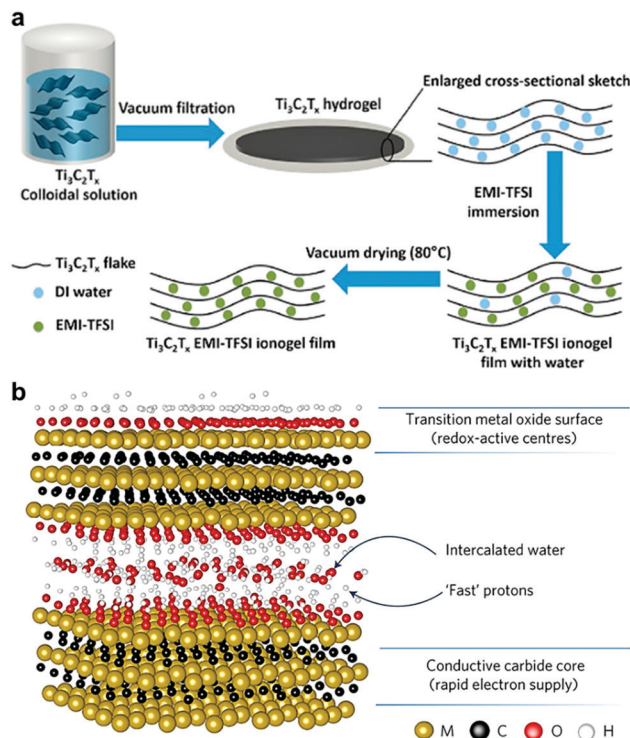 a
Vacuum filtration
Ti₃C₂Tₓ hydrogel
Enlarged cross-sectional sketch
Ti₃C₂Tₓ
Colloidal solution
EMI-TFSI
immersion
Vacuum drying (80°C)
Ti₃C₂Tₓ flake
DI water
EMI-TFSI
Ti₃C₂Tₓ EMI-TFSI ionogel film
Ti₃C₂Tₓ EMI-TFSI ionogel
film with water
b
Transition metal oxide surface
(redox-active centres)
Intercalated water
'Fast' protons
Conductive carbide core
(rapid electron supply)
M C O H